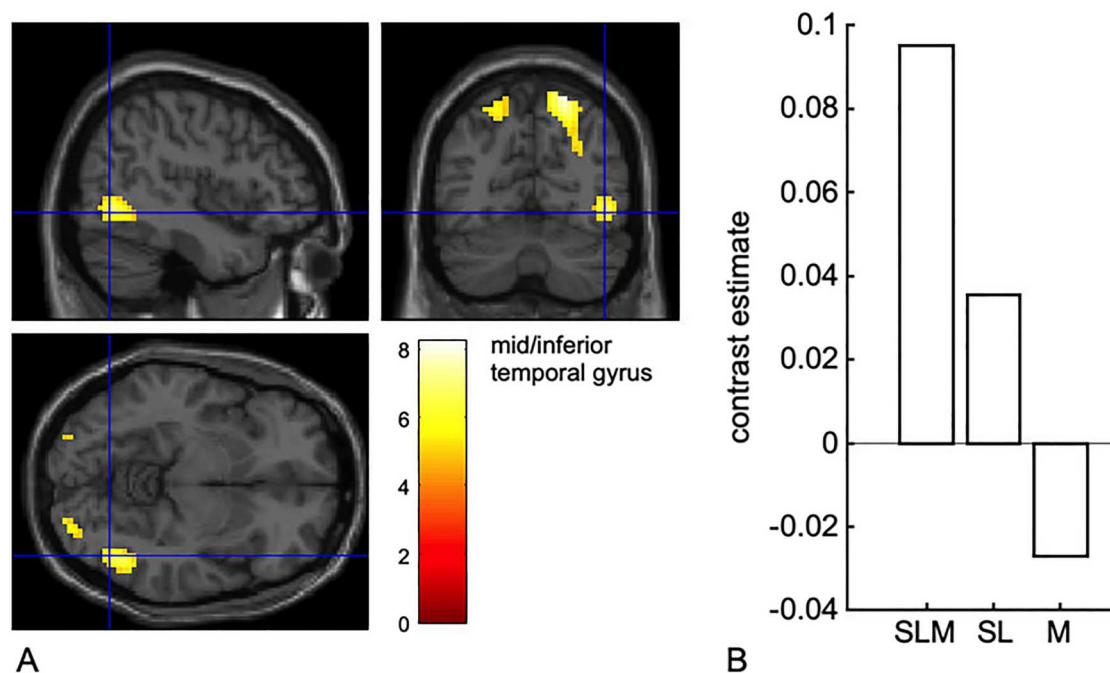 8
6
4
2
0
mid/inferior
temporal gyrus
A
contrast estimate
0.1
0.08
0.06
0.04
0.02
0
-0.02
-0.04
SLM SL M
B